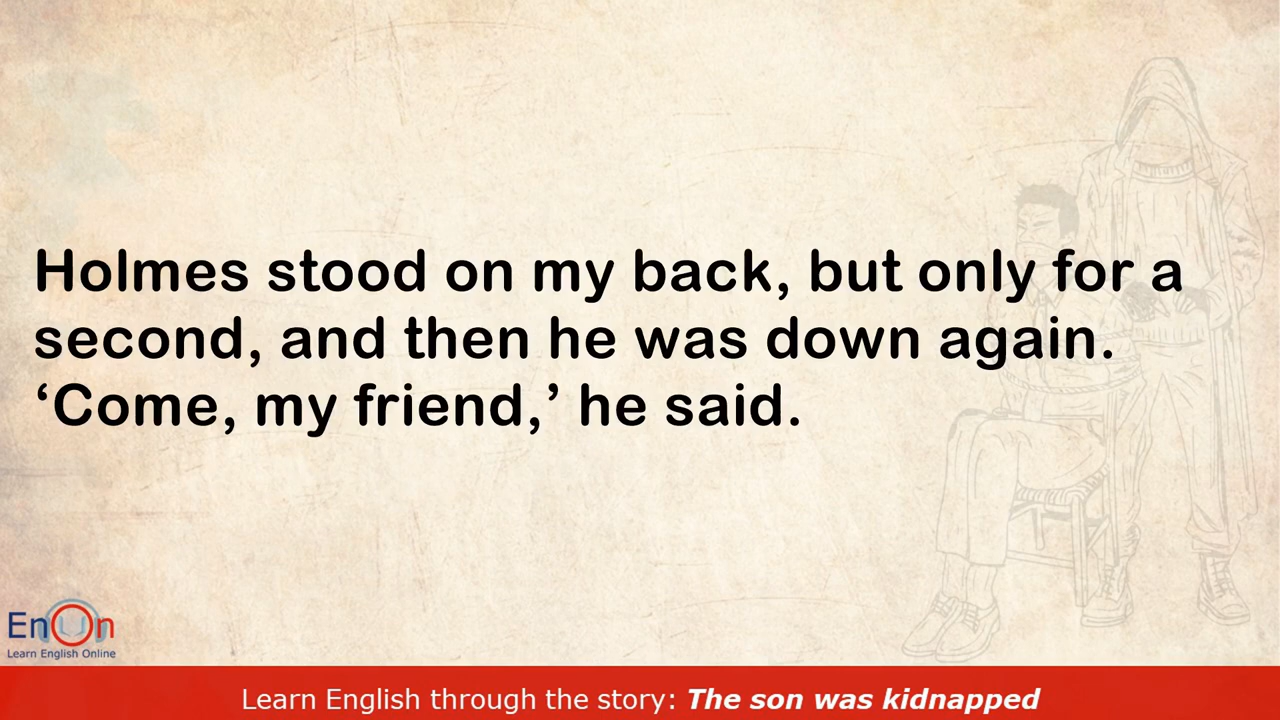 Holmes stood on my back, but only for a
second, and then he was down again.
‘Come, my friend,’ he said.
EnOn
Learn English Online
Learn English through the story: The son was kidnapped